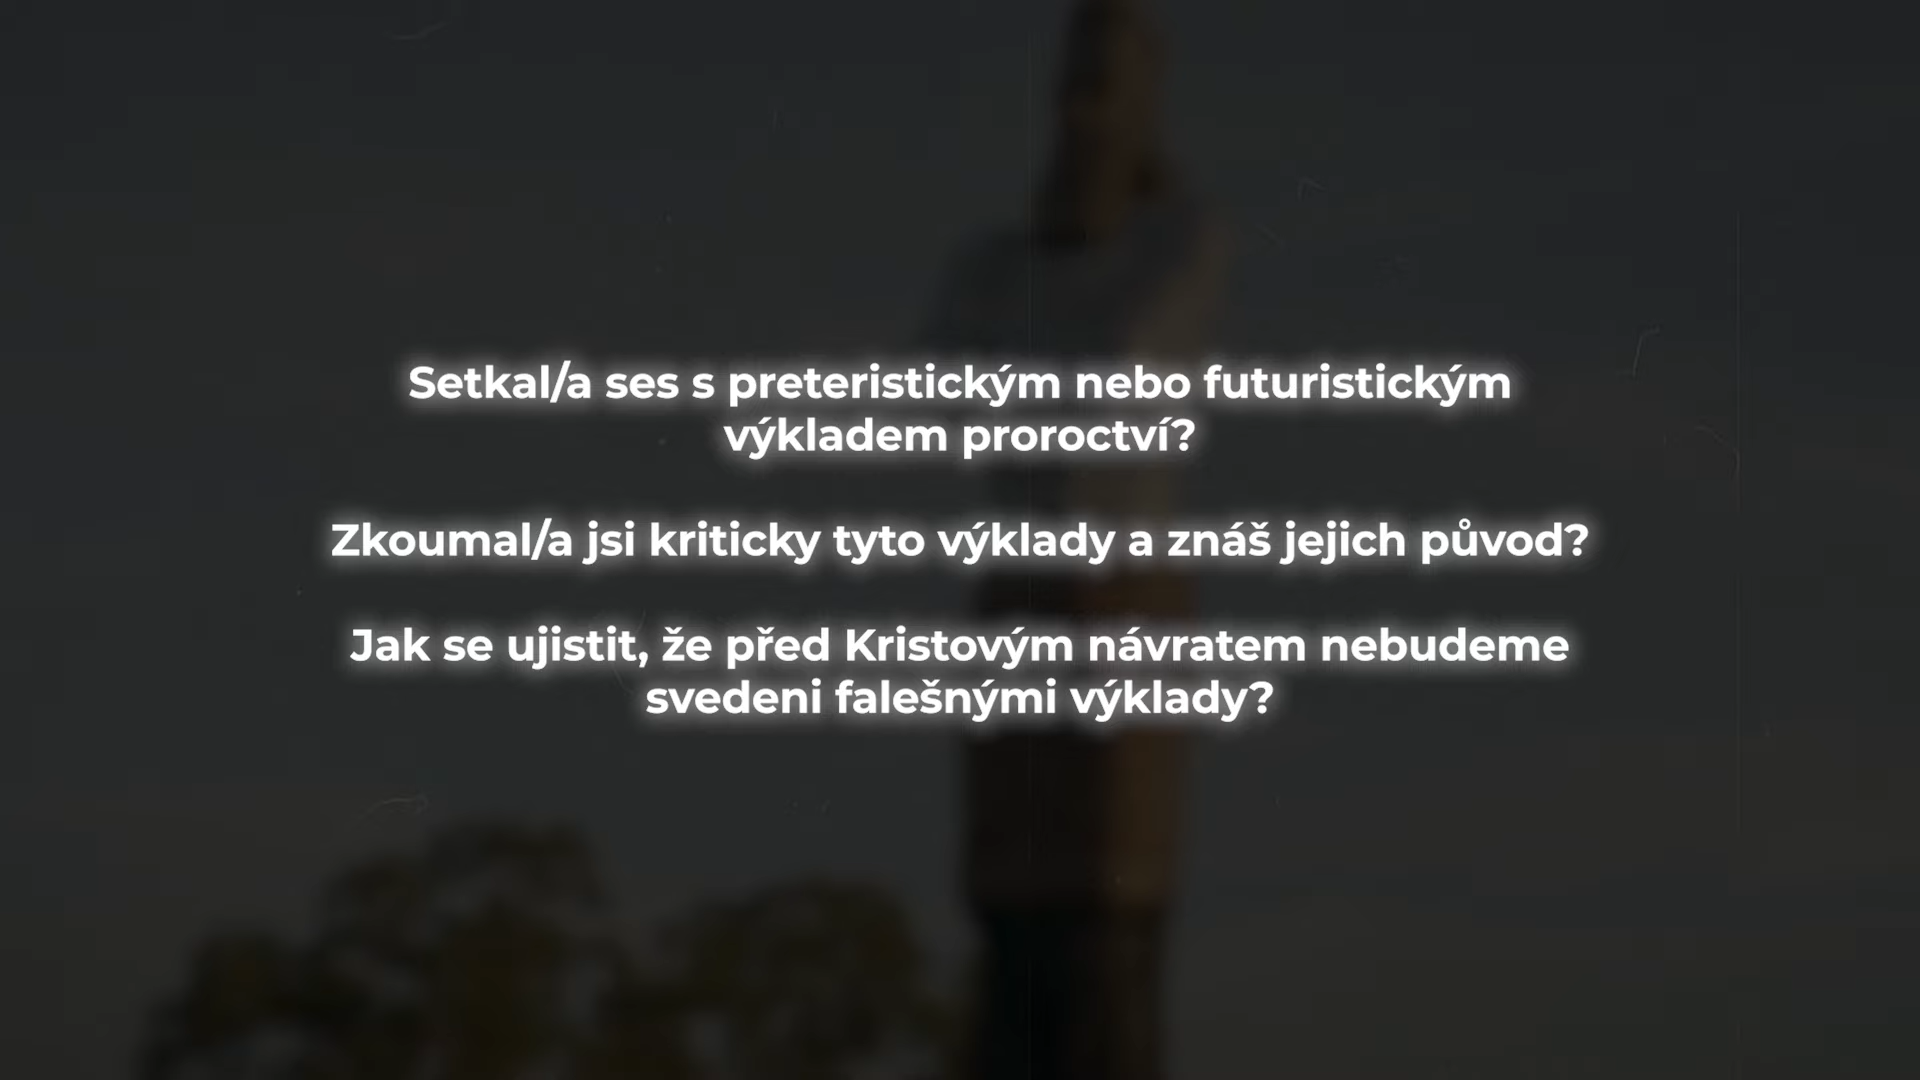 Setkal/a ses s preteristickým nebo futuristickým
výkladem proroctví?
Zkoumal/a jsi kriticky tyto výklady a znáš jejich původ?
Jak se ujistit, že před Kristovým návratem nebudeme
svedeni falešnými výklady?